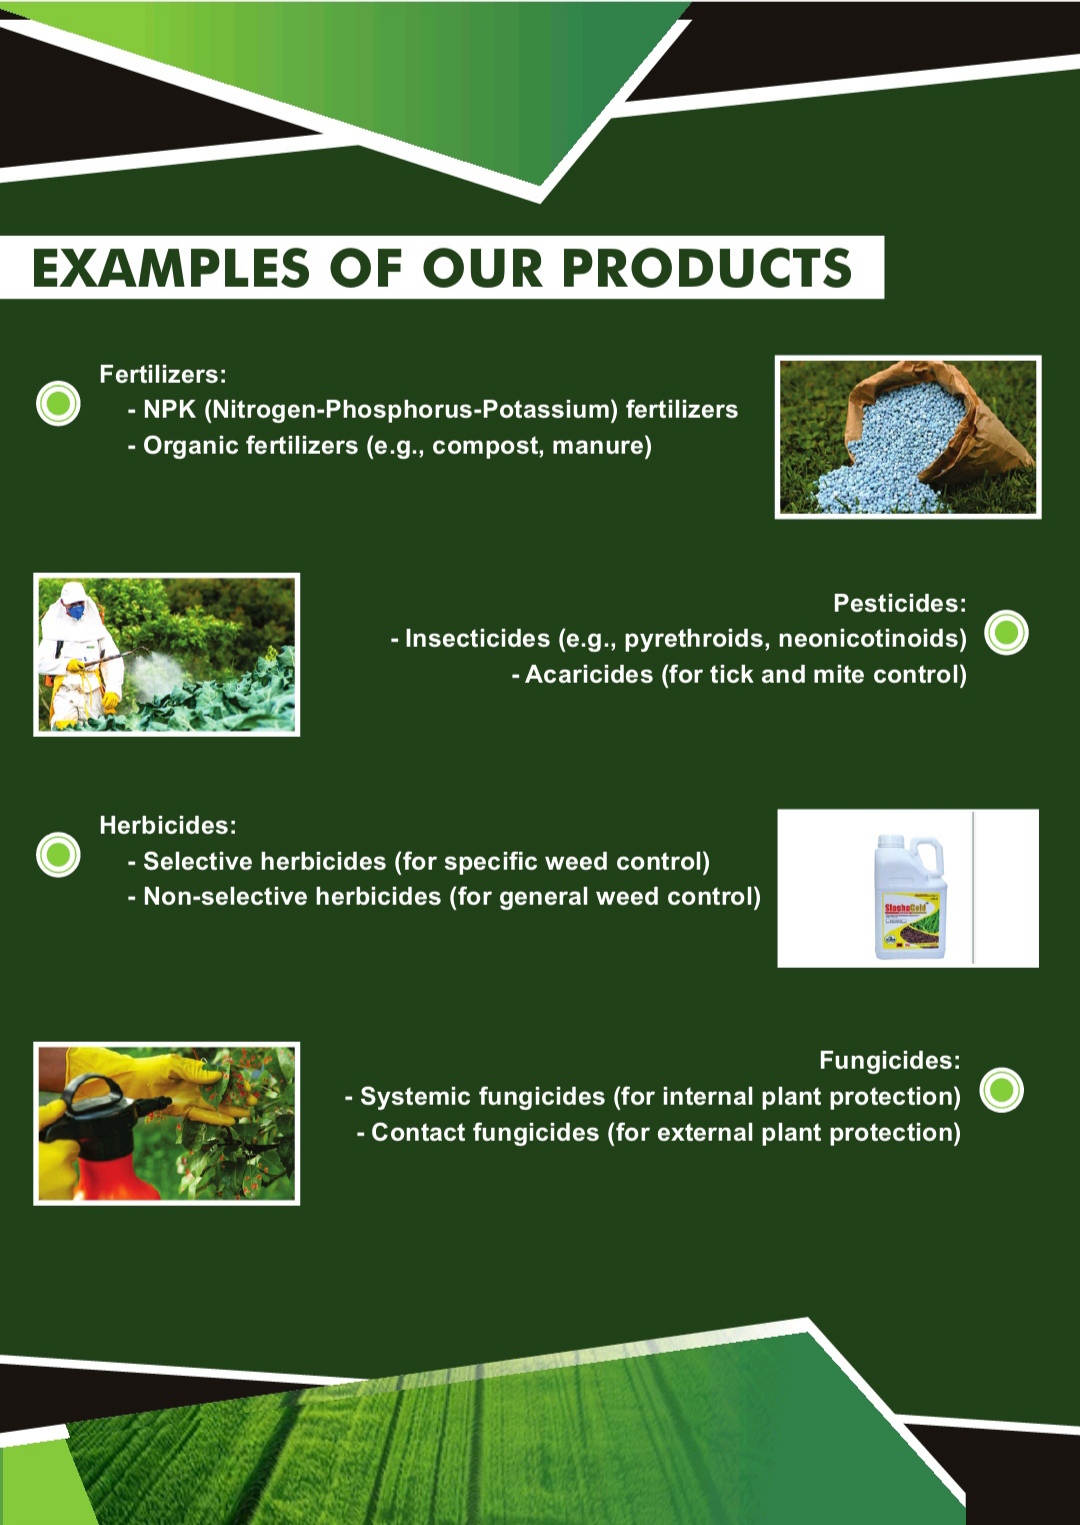 EXAMPLES OF OUR PRODUCTS
Fertilizers:
- NPK (Nitrogen-Phosphorus-Potassium) fertilizers
- Organic fertilizers (e.g., compost, manure)
Pesticides:
- Insecticides (e.g., pyrethroids, neonicotinoids)
- Acaricides (for tick and mite control)
Herbicides:
- Selective herbicides (for specific weed control)
- Non-selective herbicides (for general weed control)
Fungicides:
- Systemic fungicides (for internal plant protection)
- Contact fungicides (for external plant protection)